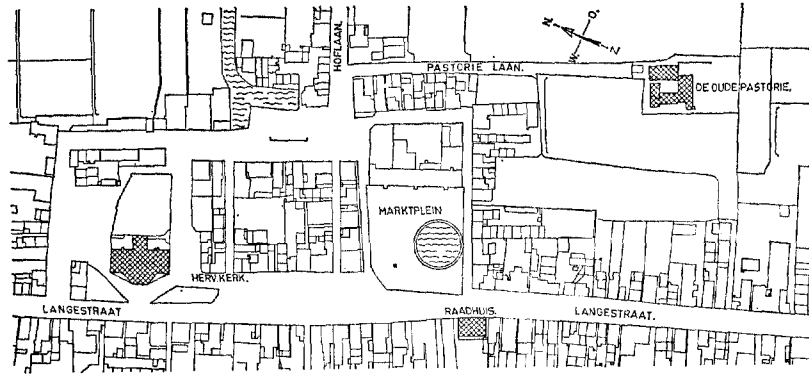 HOFLAAN.
N. O.
W. Z
PASTORIE LAAN.
DE OUDE PASTORIE.
MARKTPLEIN
HERV. KERK.
LANGESTRAAT
RAADHUIS.
LANGESTRAAT.